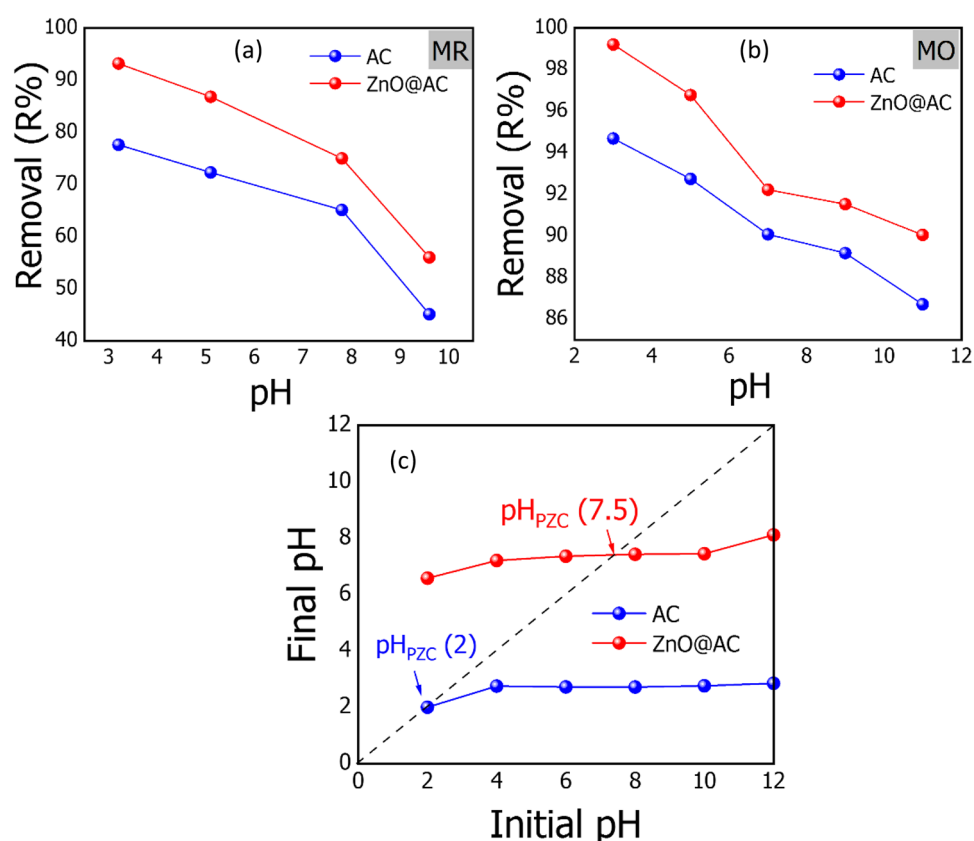 (a)
MR
AC
ZnO@AC
Removal (R%)
100
90
80
70
60
50
40
3 4 5 6 7 8 9 10
pH
(b)
MO
AC
ZnO@AC
Removal (R%)
100
98
96
94
92
90
88
86
2 4 6 8 10 12
pH
(c)
pHPZC (7.5)
pHPZC (2)
AC
ZnO@AC
Final pH
12
10
8
6
4
2
0
0 2 4 6 8 10 12
Initial pH